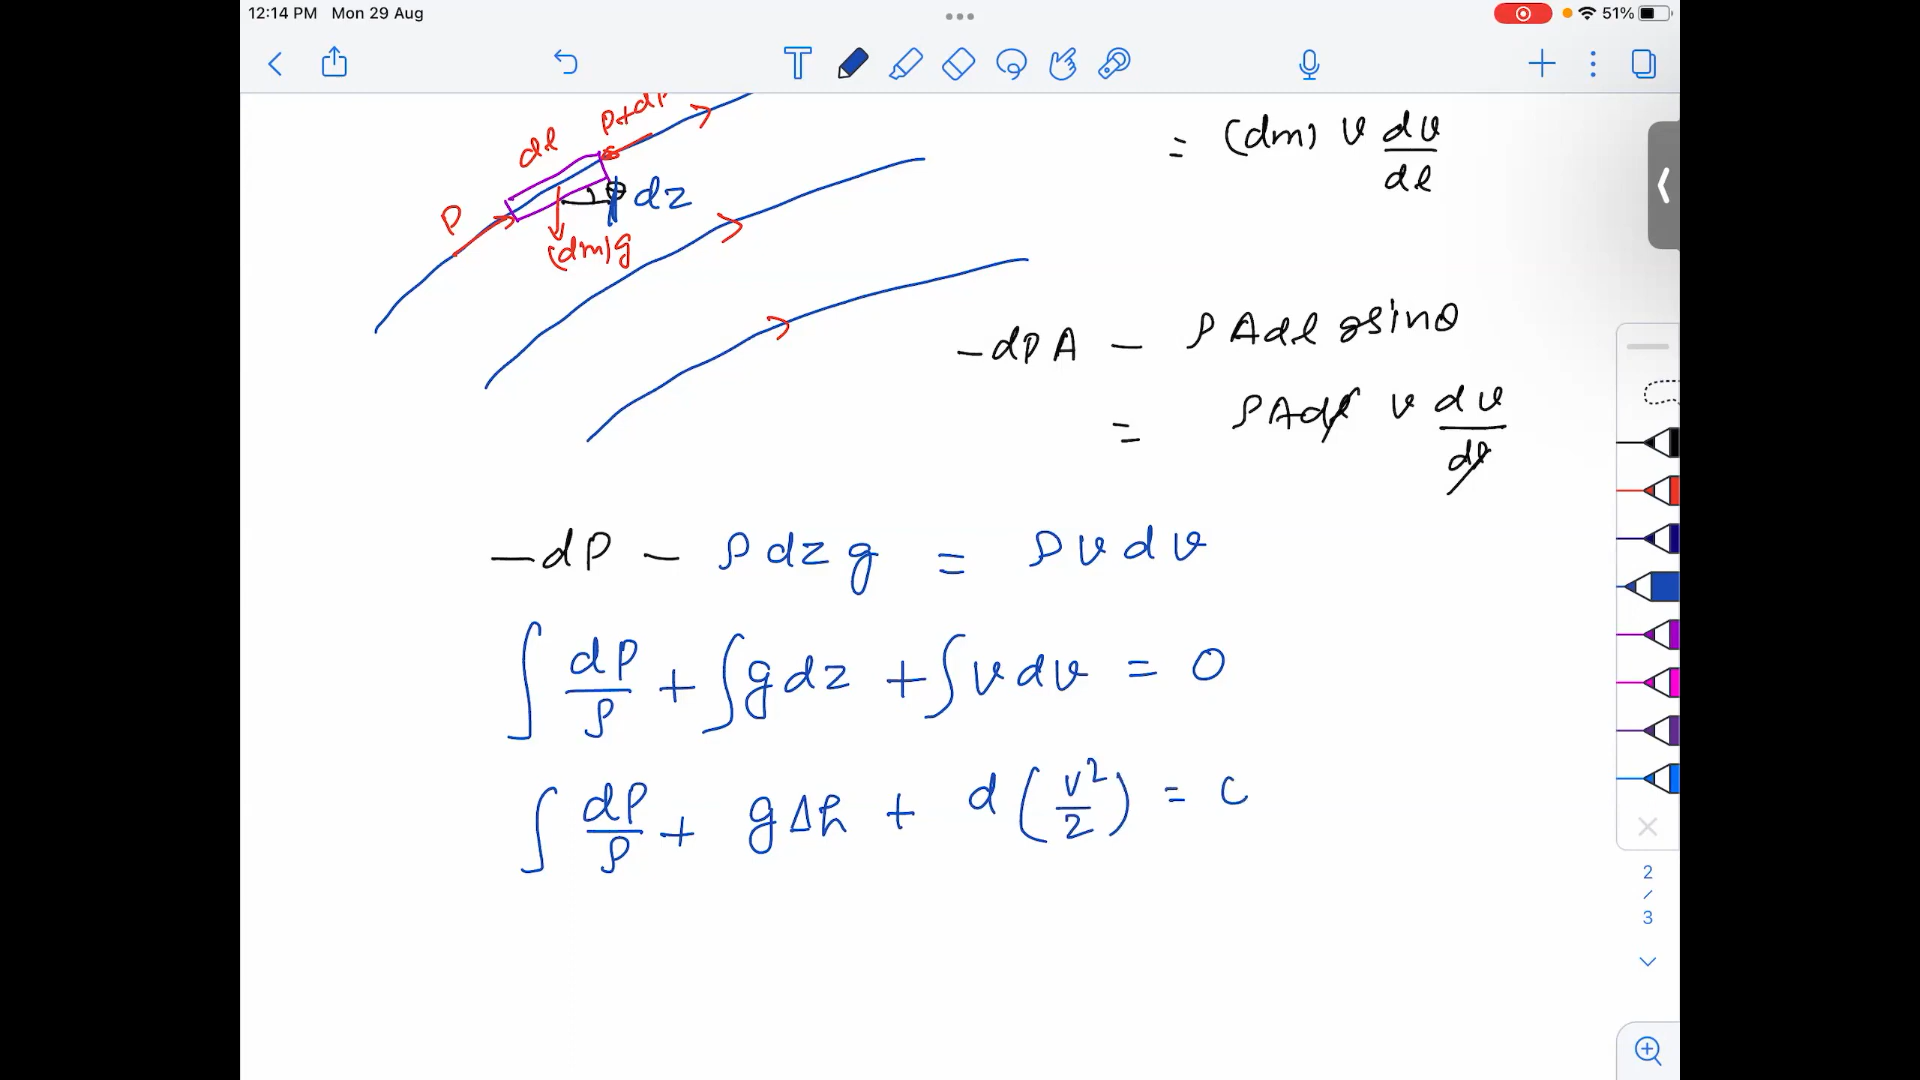 12:14 PM Mon 29 Aug
51%
T
dl P+dP
P dz
(dm)g
θ
= (dm) v dv/dl
-dP A - ρ A dl g sinθ
= ρ A dl v dv/dl
-dP - ρ dz g = ρ v dv
∫ dP/ρ + ∫ g dz + ∫ v dv = 0
∫ dP/ρ + g Δh + d (v²/2) = c
2
/
3